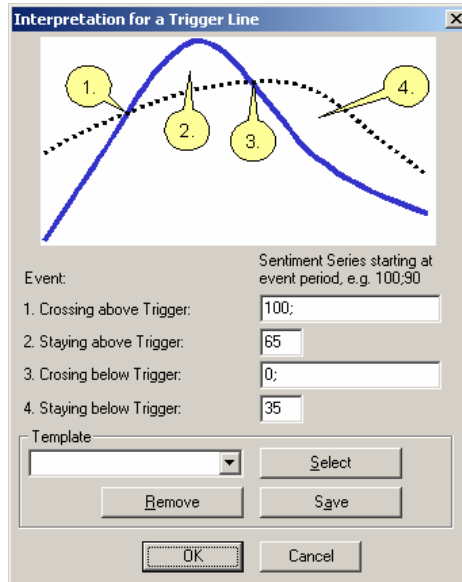 Interpretation for a Trigger Line
1.
2.
3.
4.
Event:
Sentiment Series starting at
event period, e.g. 100;90
1. Crossing above Trigger:
100;
2. Staying above Trigger:
65
3. Crosing below Trigger:
0;
4. Staying below Trigger:
35
Template
Select
Remove
Save
OK
Cancel